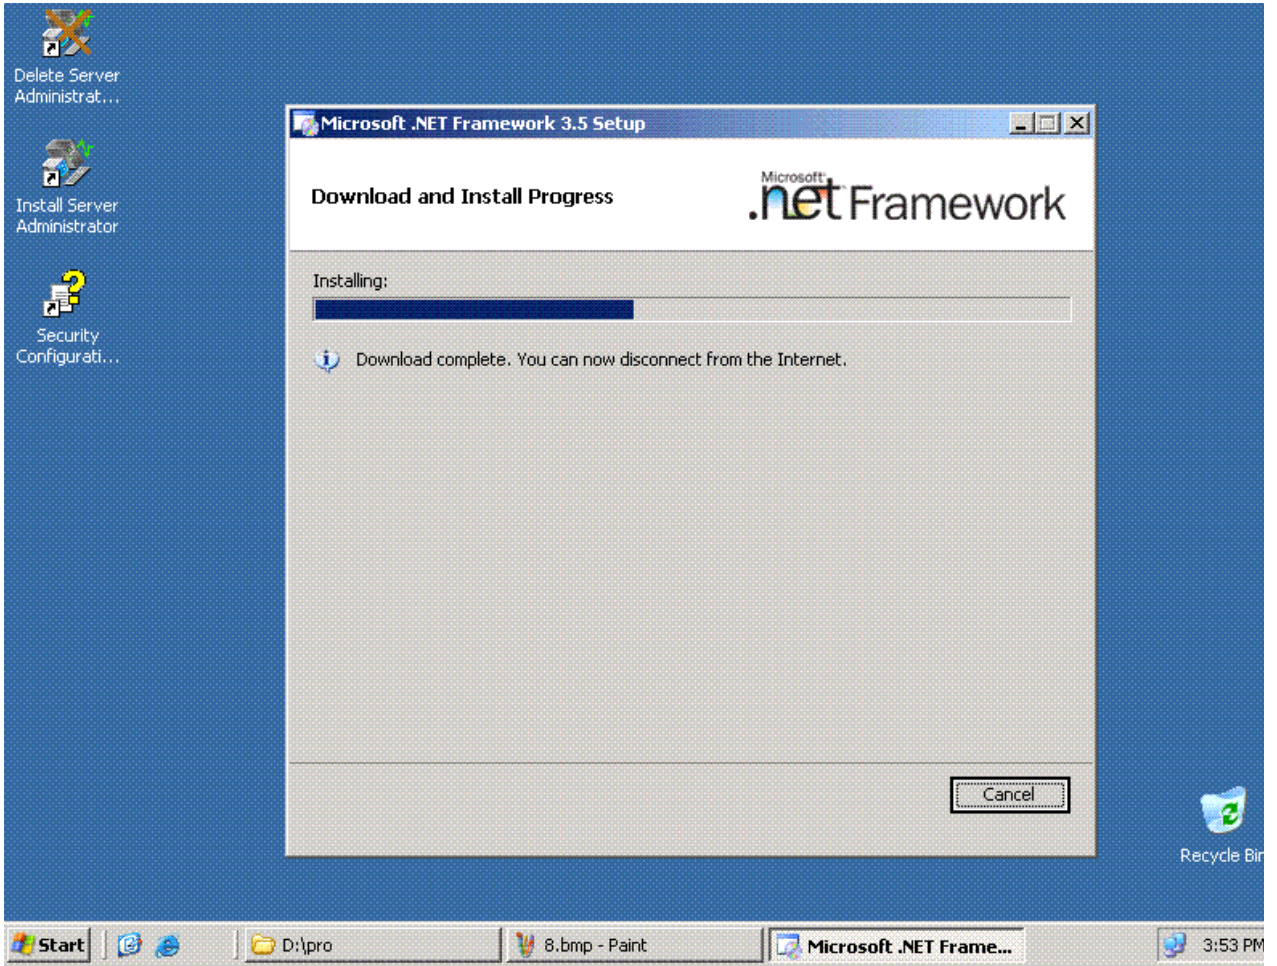 Delete Server
Administrat...
Install Server
Administrator
Security
Configurati...
Microsoft .NET Framework 3.5 Setup
Download and Install Progress
Microsoft
.net Framework
Installing:
Download complete. You can now disconnect from the Internet.
Cancel
Recycle Bin
Start
D:\pro
8.bmp - Paint
Microsoft .NET Frame...
3:53 PM